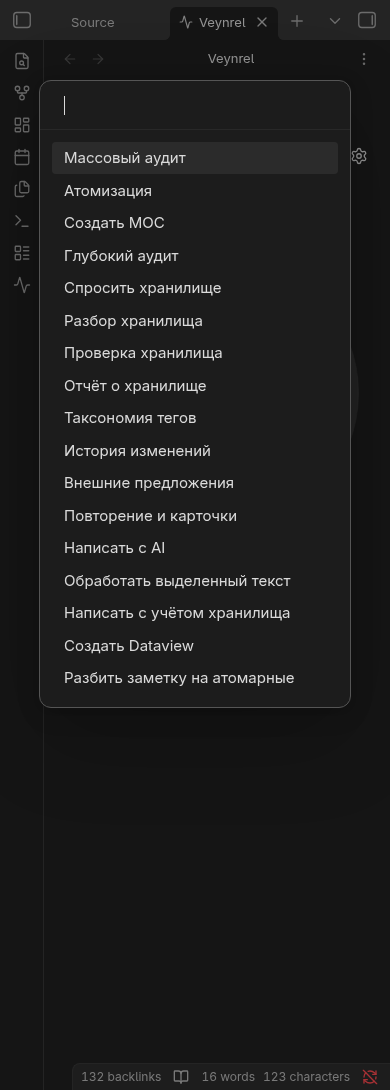 Source
Veynrel
Veynrel
Массовый аудит
Атомизация
Создать MOC
Глубокий аудит
Спросить хранилище
Разбор хранилища
Проверка хранилища
Отчёт о хранилище
Таксономия тегов
История изменений
Внешние предложения
Повторение и карточки
Написать с AI
Обработать выделенный текст
Написать с учётом хранилища
Создать Dataview
Разбить заметку на атомарные
132 backlinks 16 words 123 characters